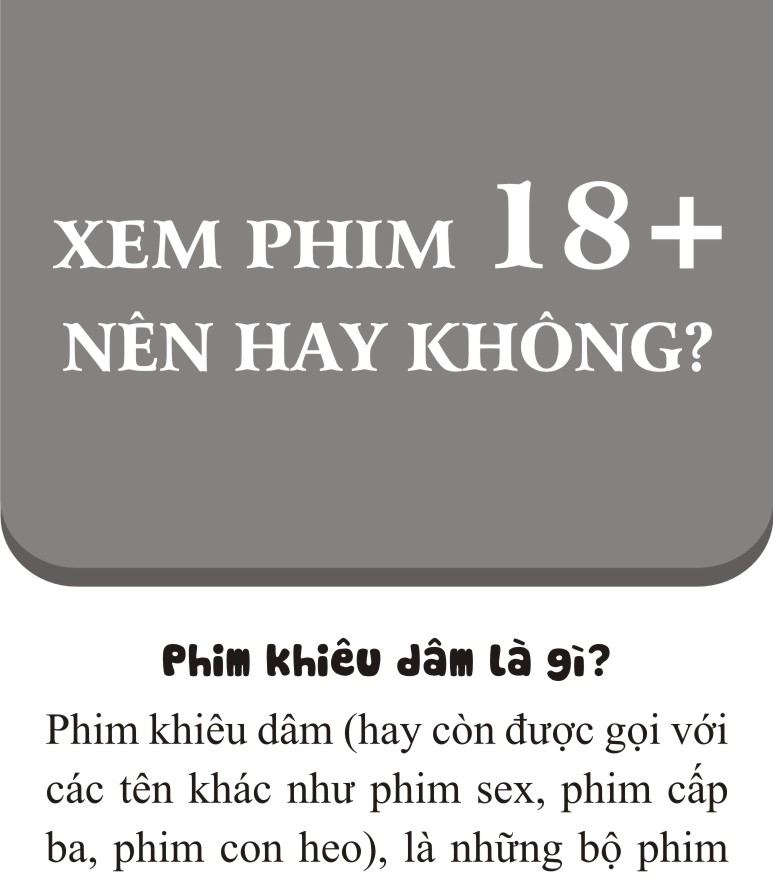 XEM PHIM 18+
NÊN HAY KHÔNG?
Phim khiêu dâm là gì?
Phim khiêu dâm (hay còn được gọi với
các tên khác như phim sex, phim cấp
ba, phim con heo), là những bộ phim